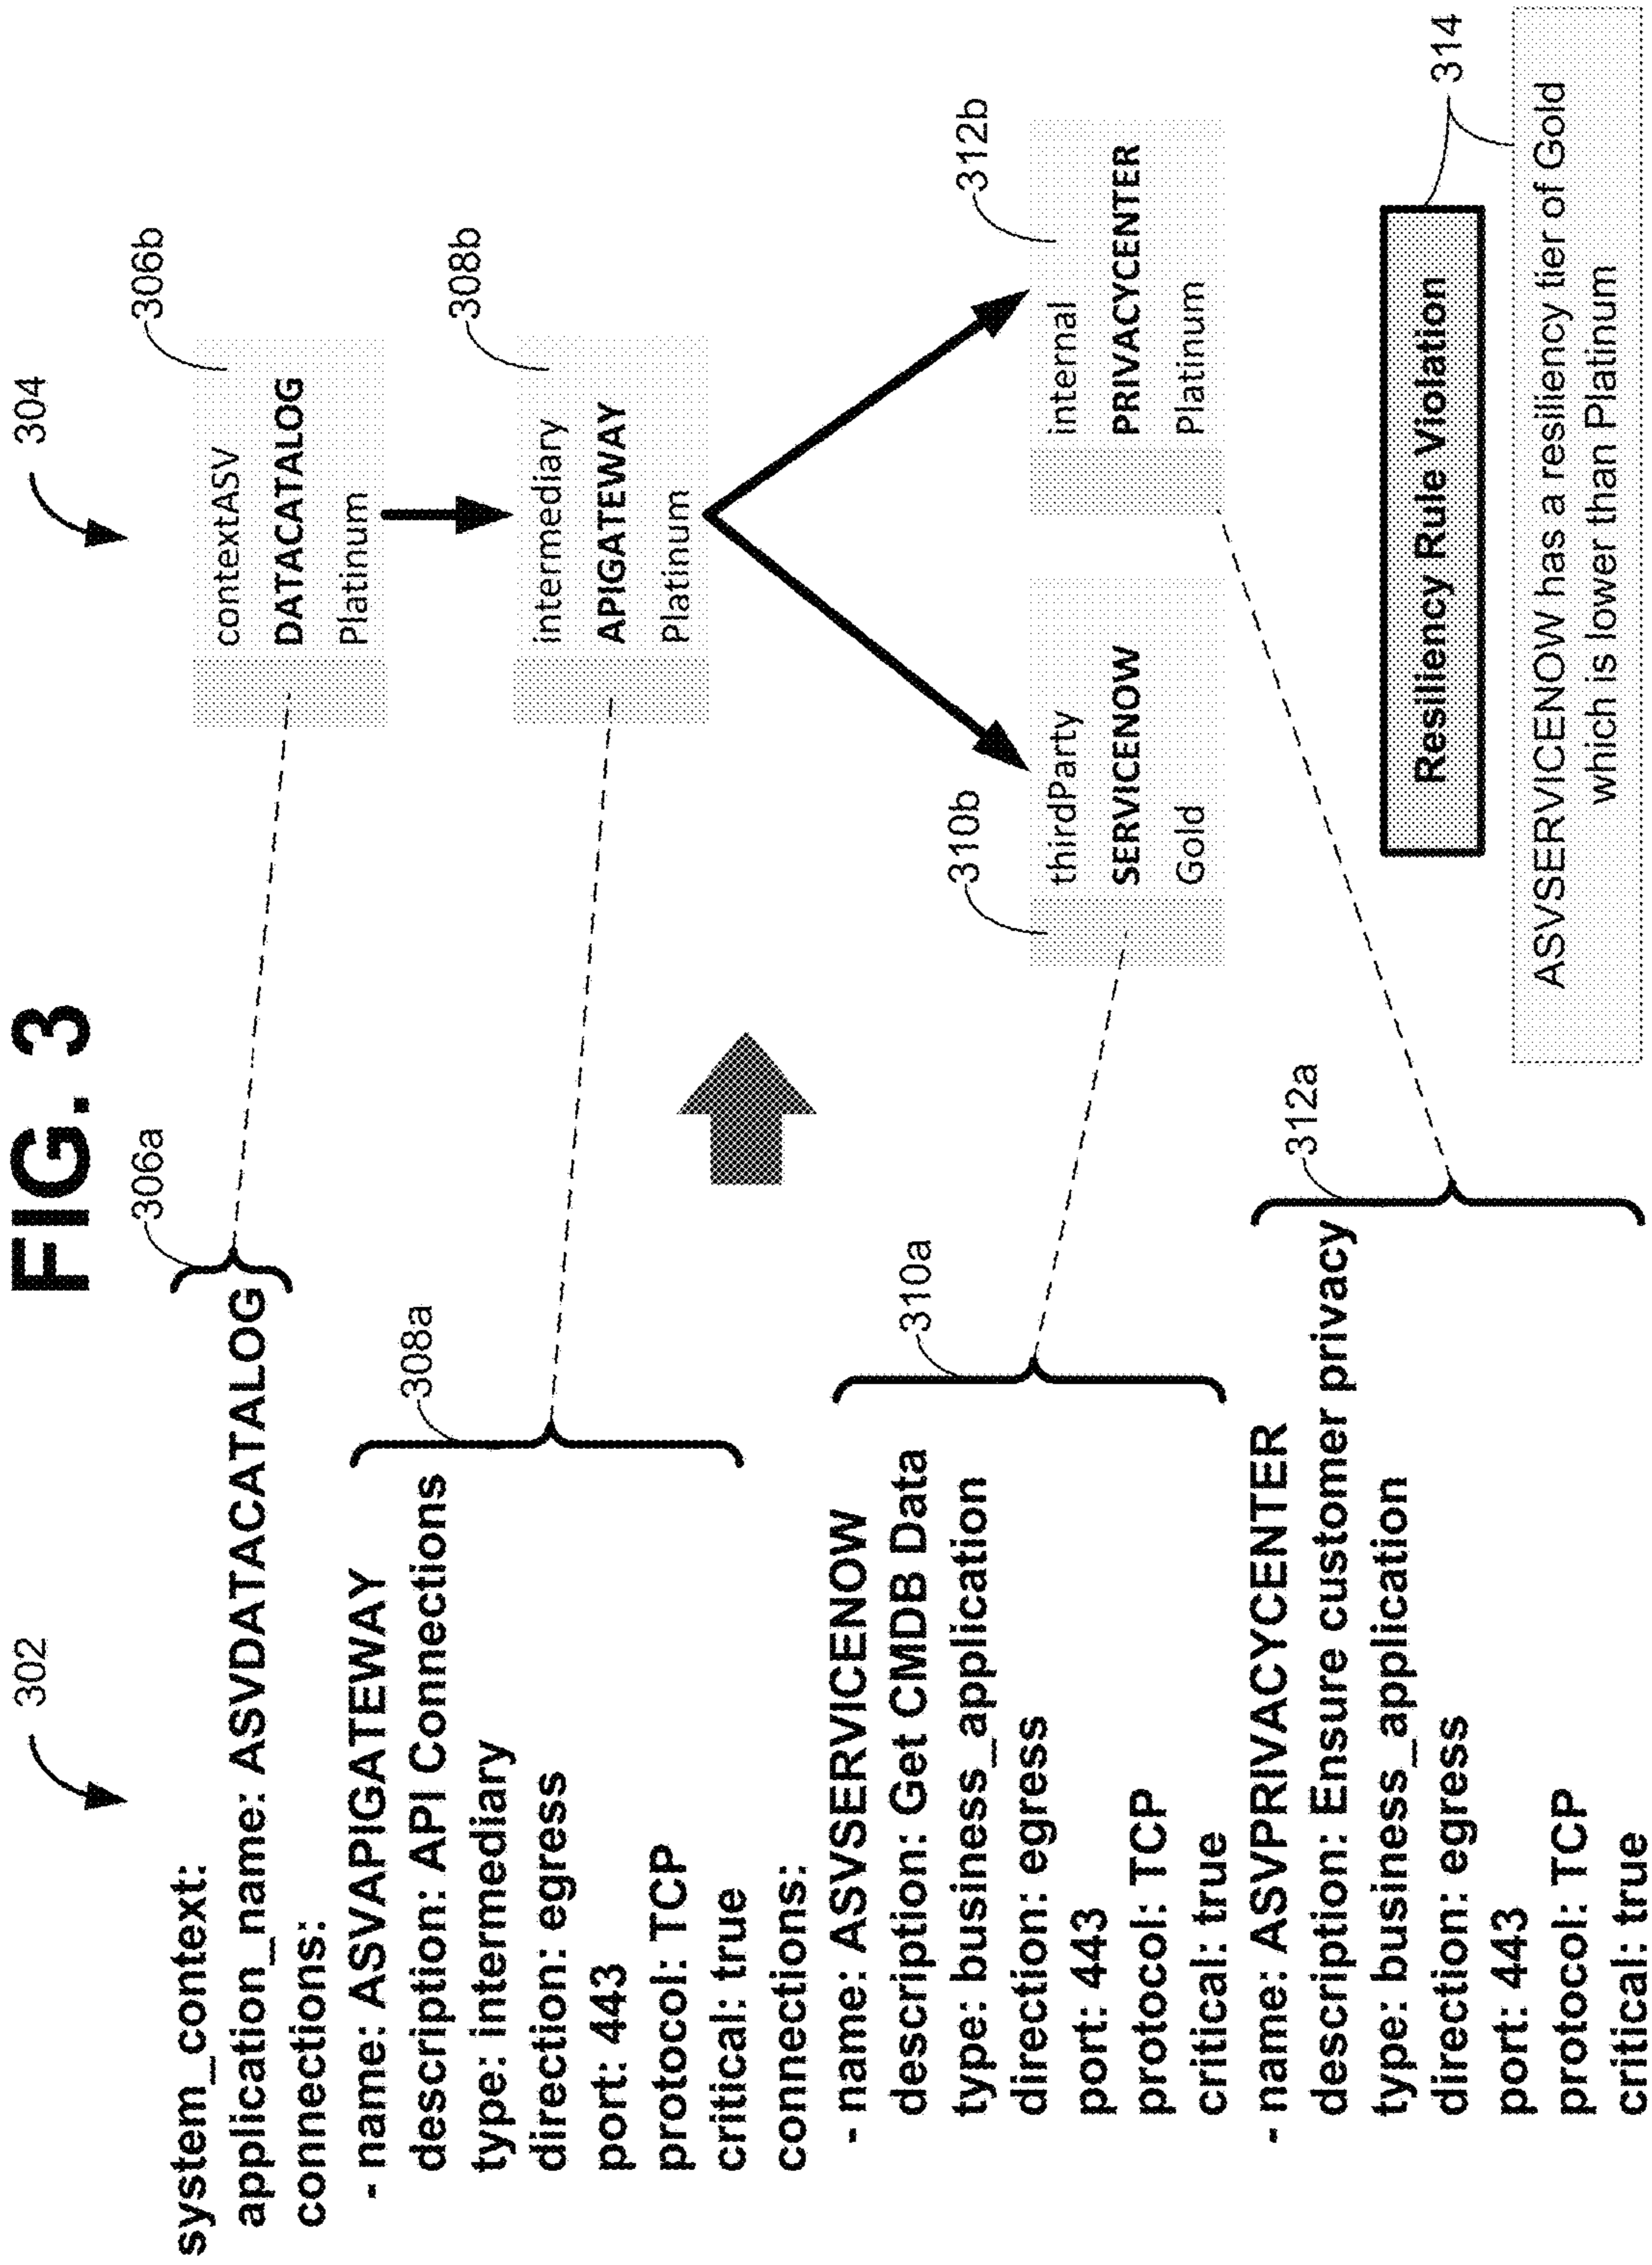 FIG. 3
302
system_context:
application_name: ASVDATACATALOG
306a
connections:
- name: ASVAPIGATEWAY
308a
description: API Connections
type: intermediary
direction: egress
port: 443
protocol: TCP
critical: true
connections:
- name: ASVSERVICENOW
310a
description: Get CMDB Data
type: business_application
direction: egress
port: 443
protocol: TCP
critical: true
- name: ASVPRIVACYCENTER
312a
description: Ensure customer privacy
type: business_application
direction: egress
port: 443
protocol: TCP
critical: true
304
306b
contextASV
DATACATALOG
Platinum
308b
intermediary
APIGATEWAY
Platinum
310b
thirdParty
SERVICENOW
Gold
312b
internal
PRIVACYCENTER
Platinum
314
Resiliency Rule Violation
ASVSERVICENOW has a resiliency tier of Gold
which is lower than Platinum